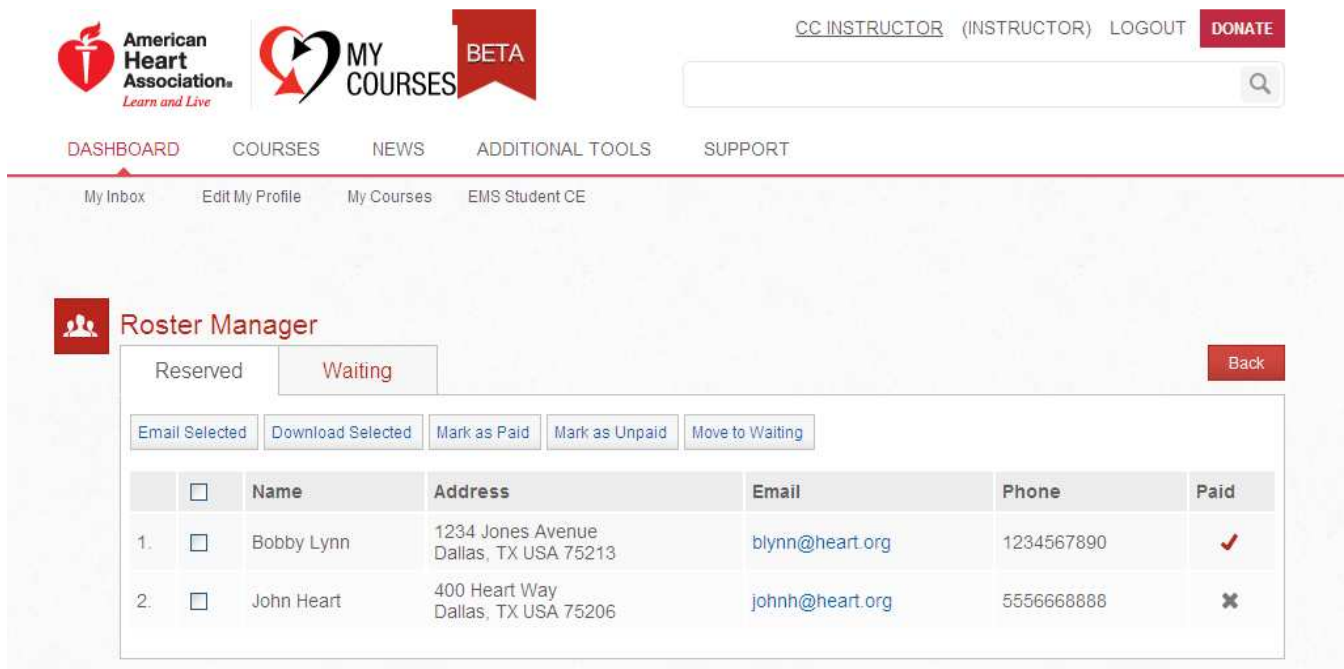 American
Heart
Association®
Learn and Live
MY
COURSES
BETA
CC INSTRUCTOR (INSTRUCTOR) LOGOUT DONATE
DASHBOARD COURSES NEWS ADDITIONAL TOOLS SUPPORT
My Inbox Edit My Profile My Courses EMS Student CE
Roster Manager
Reserved Waiting Back
Email Selected Download Selected Mark as Paid Mark as Unpaid Move to Waiting
Name Address Email Phone Paid
1. Bobby Lynn 1234 Jones Avenue
Dallas, TX USA 75213 blynn@heart.org 1234567890
2. John Heart 400 Heart Way
Dallas, TX USA 75206 johnh@heart.org 5556668888